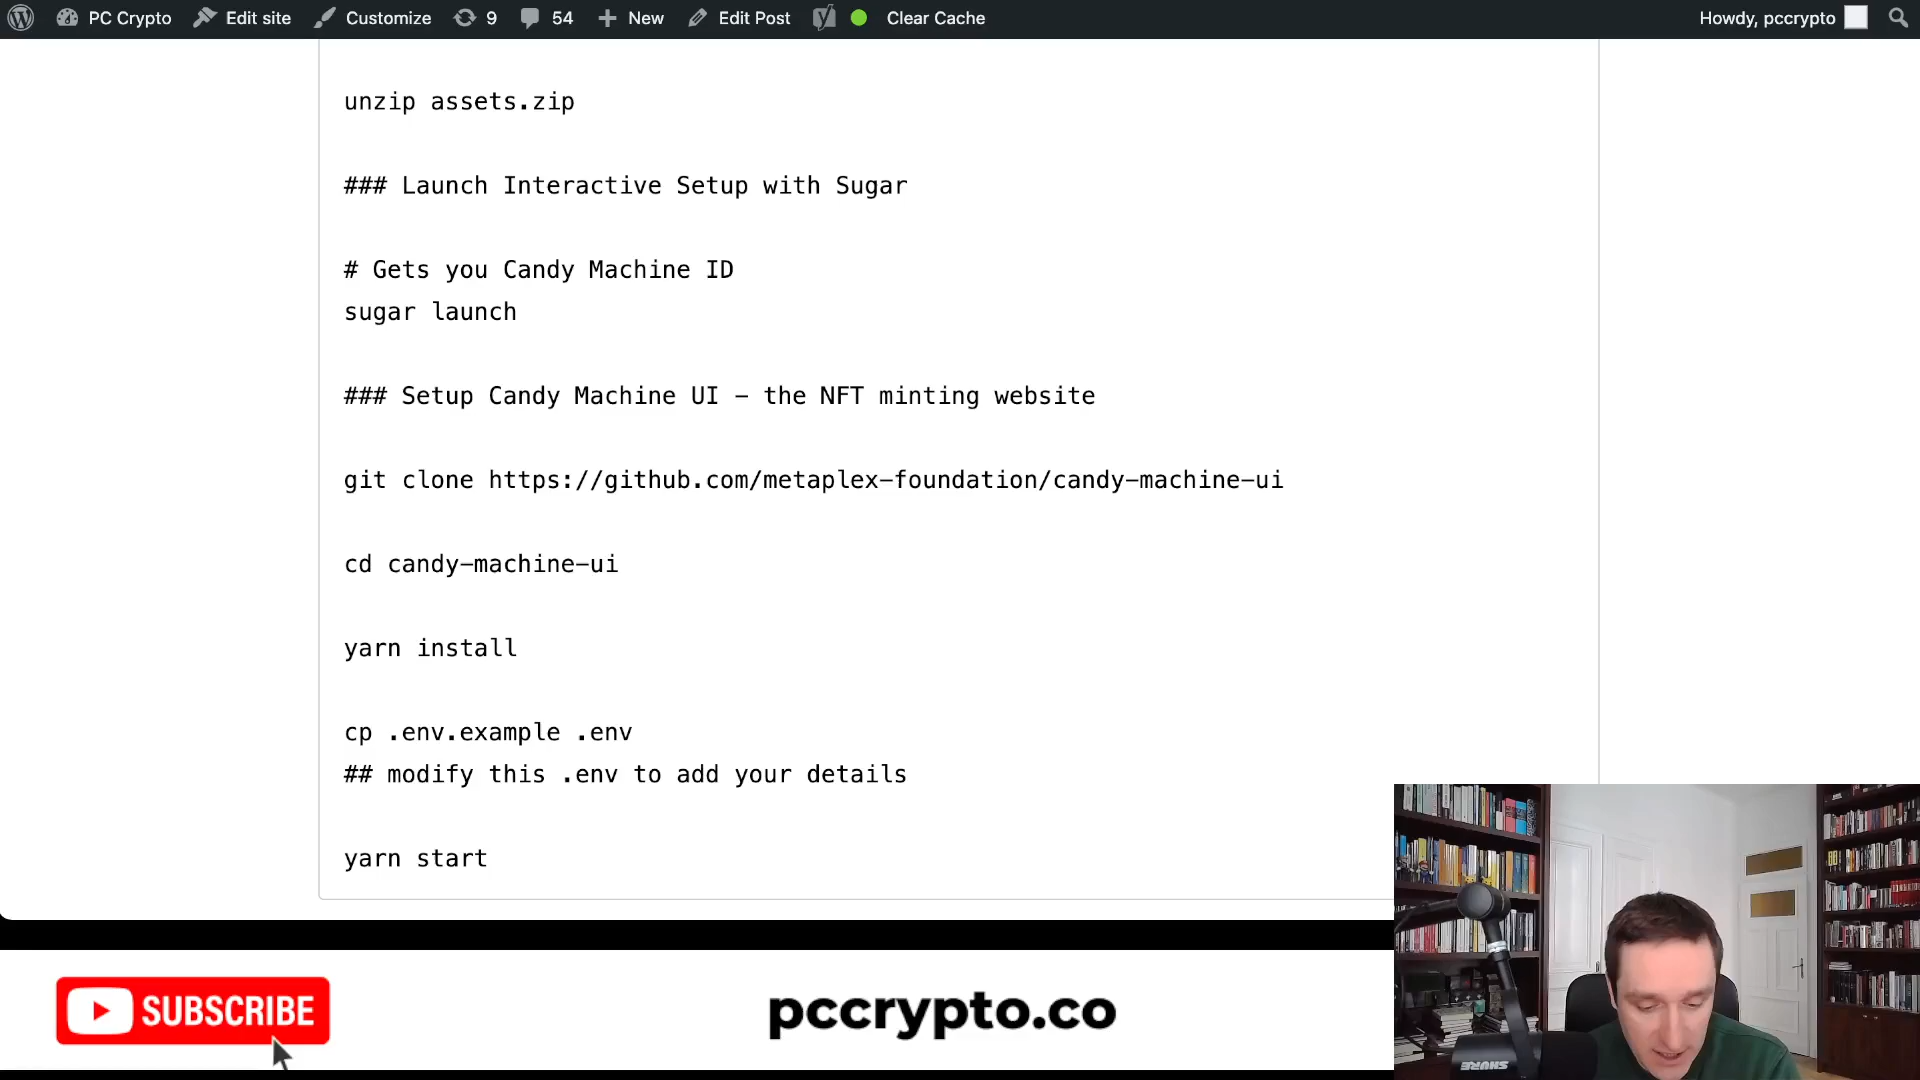 PC Crypto Edit site Customize 9 54 New Edit Post Clear Cache Howdy, pccrypto
unzip assets.zip
### Launch Interactive Setup with Sugar
# Gets you Candy Machine ID
sugar launch
### Setup Candy Machine UI – the NFT minting website
git clone https://github.com/metaplex-foundation/candy-machine-ui
cd candy-machine-ui
yarn install
cp .env.example .env
## modify this .env to add your details
yarn start
SUBSCRIBE
pccrypto.co
SHURE